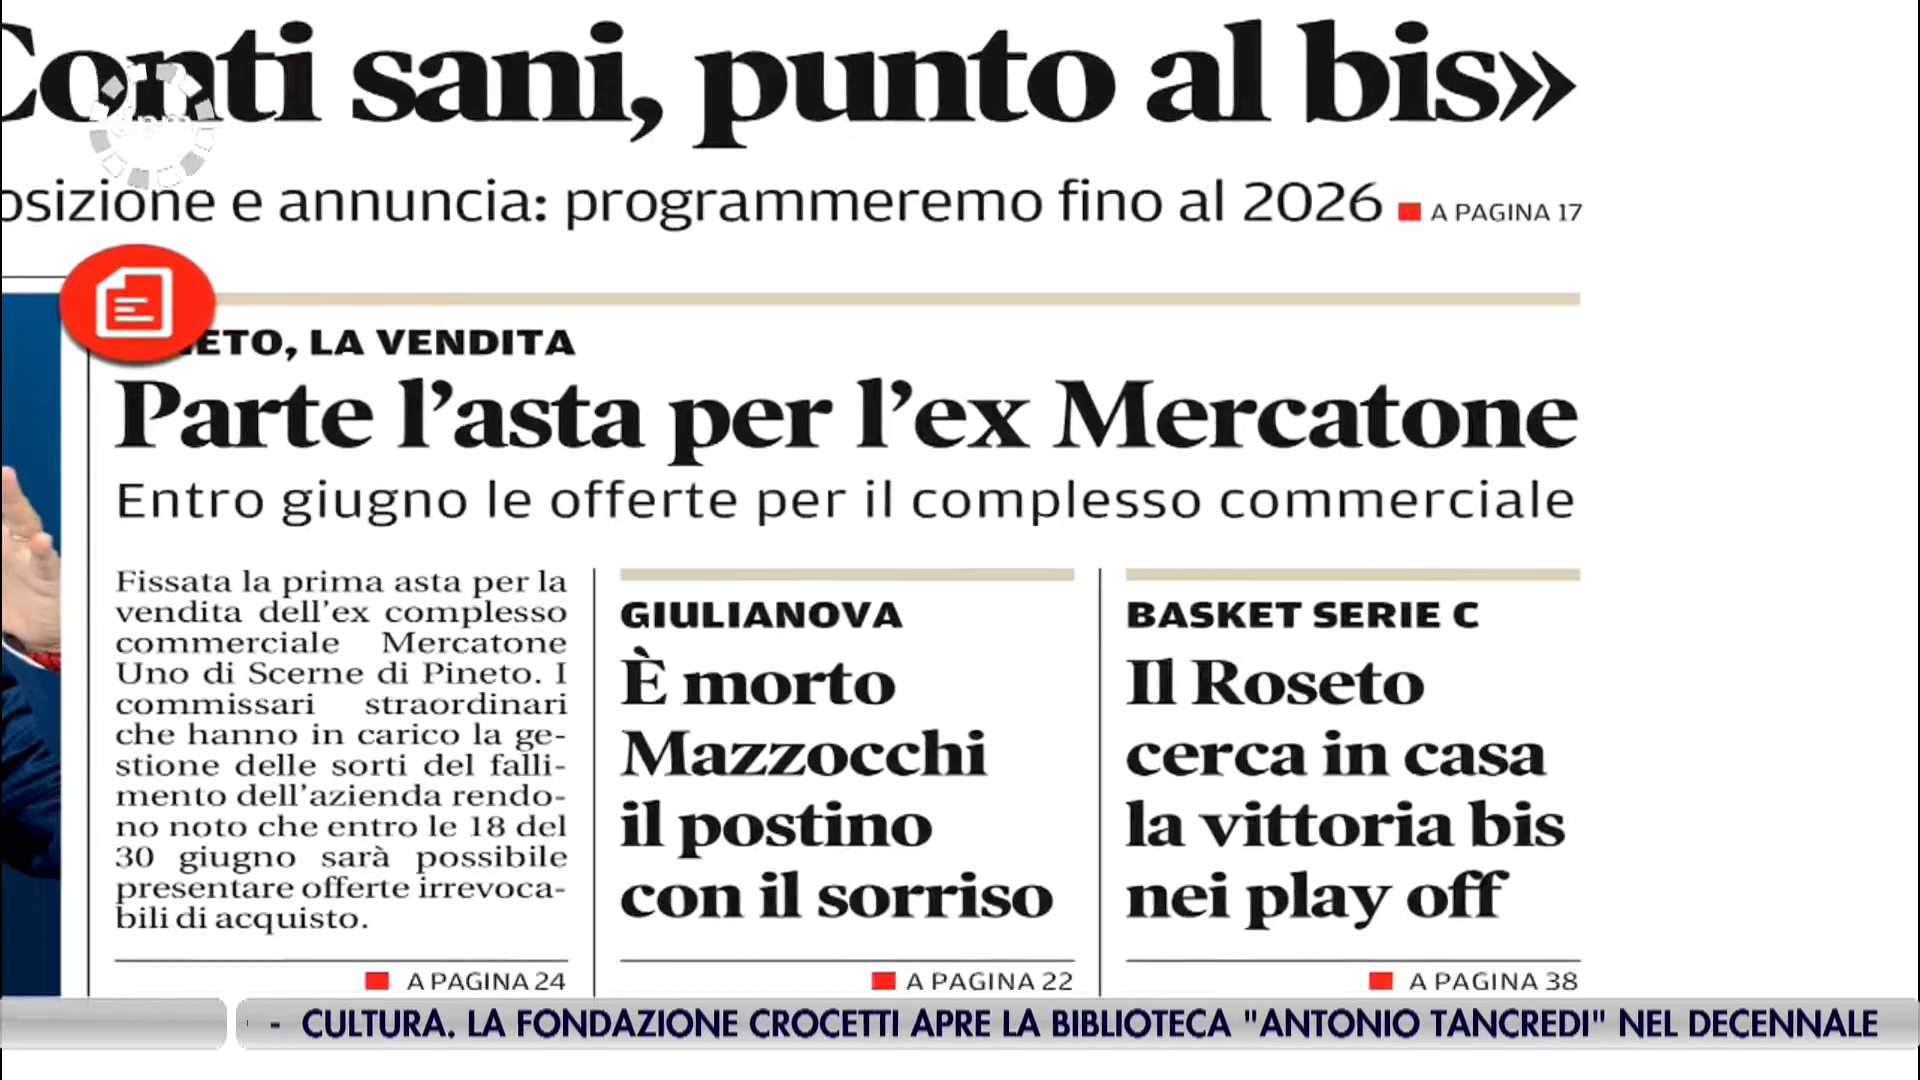 Conti sani, punto al bis»
osizione e annuncia: programmeremo fino al 2026 A PAGINA 17
ETO, LA VENDITA
Parte l'asta per l'ex Mercatone
Entro giugno le offerte per il complesso commerciale
Fissata la prima asta per la
vendita dell'ex complesso
commerciale Mercatone
Uno di Scerne di Pineto. I
commissari straordinari
che hanno in carico la ge-
stione delle sorti del falli-
mento dell'azienda rendo-
no noto che entro le 18 del
30 giugno sarà possibile
presentare offerte irrevoca-
bili di acquisto.
A PAGINA 24
GIULIANOVA
È morto
Mazzocchi
il postino
con il sorriso
A PAGINA 22
BASKET SERIE C
Il Roseto
cerca in casa
la vittoria bis
nei play off
A PAGINA 38
- CULTURA. LA FONDAZIONE CROCETTI APRE LA BIBLIOTECA "ANTONIO TANCREDI" NEL DECENNALE